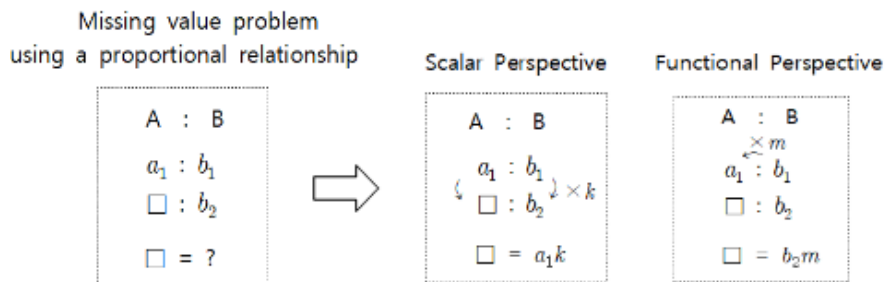 Missing value problem
using a proportional relationship
A : B
a₁ : b₁
□ : b₂
□ = ?
Scalar Perspective
A : B
a₁ : b₁
□ : b₂
× k
□ = a₁k
Functional Perspective
A : B
× m
a₁ : b₁
□ : b₂
□ = b₂m